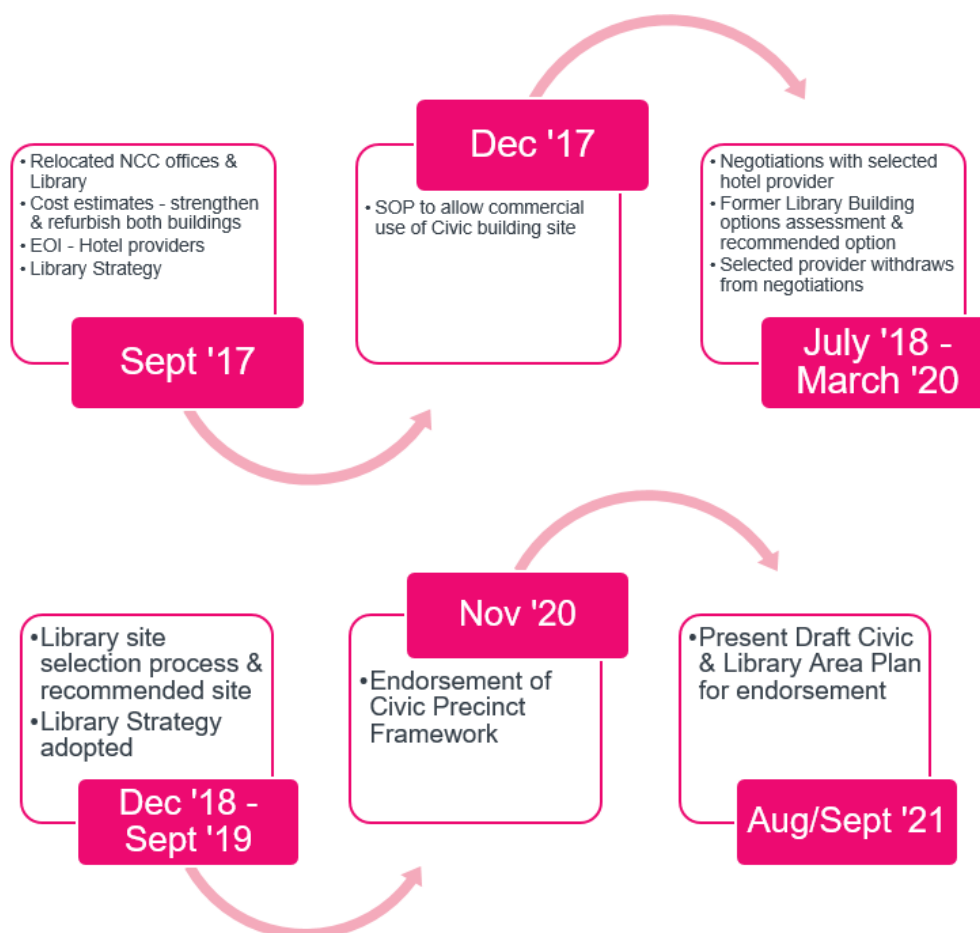 • Relocated NCC offices &
Library
• Cost estimates - strengthen
& refurbish both buildings
• EOI - Hotel providers
• Library Strategy
Sept '17
Dec '17
• SOP to allow commercial
use of Civic building site
• Negotiations with selected
hotel provider
• Former Library Building
options assessment &
recommended option
• Selected provider withdraws
from negotiations
July '18 -
March '20
•Library site
selection process &
recommended site
•Library Strategy
adopted
Dec '18 -
Sept '19
Nov '20
•Endorsement of
Civic Precinct
Framework
•Present Draft Civic
& Library Area Plan
for endorsement
Aug/Sept '21